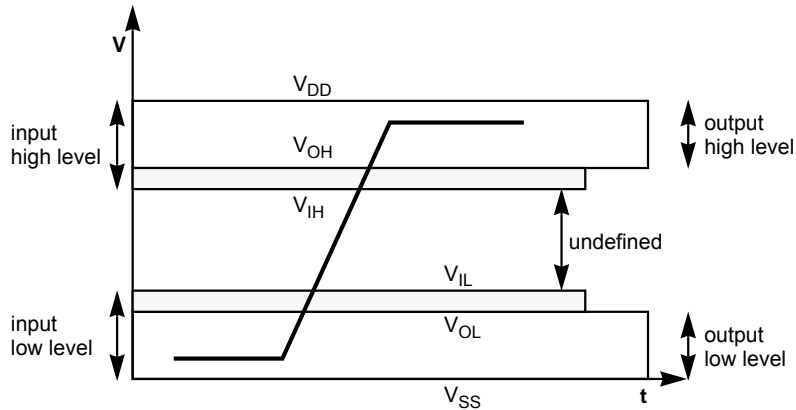 V
V_DD
input
high level
V_OH
output
high level
V_IH
undefined
V_IL
input
low level
V_OL
output
low level
V_SS
t